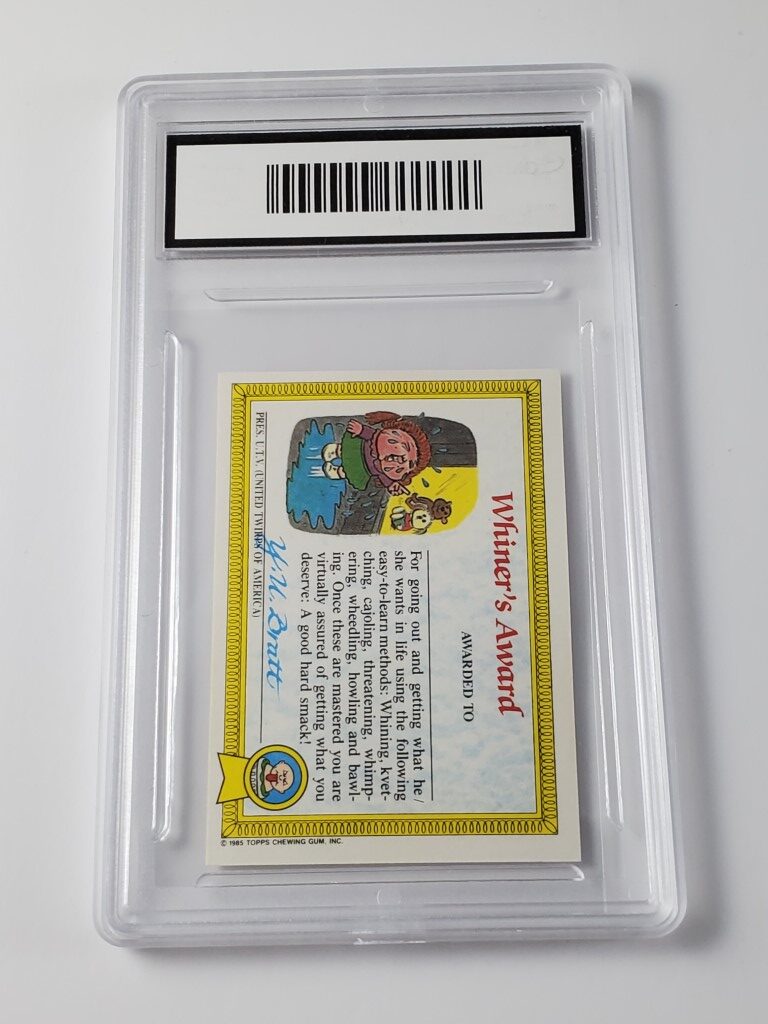 Whiner's Award
AWARDED TO
For going out and getting what he/
she wants in life using the following
easy-to-learn methods: Whining, kvet-
ching, cajoling, threatening, whimp-
ering, wheedling, howling and bawl-
ing. Once these are mastered you are
virtually assured of getting what you
deserve: A good hard smack!
Y.U. Bratt
PRES. U.T.V. (UNITED TWIRPS OF AMERICA)
© 1985 TOPPS CHEWING GUM, INC.